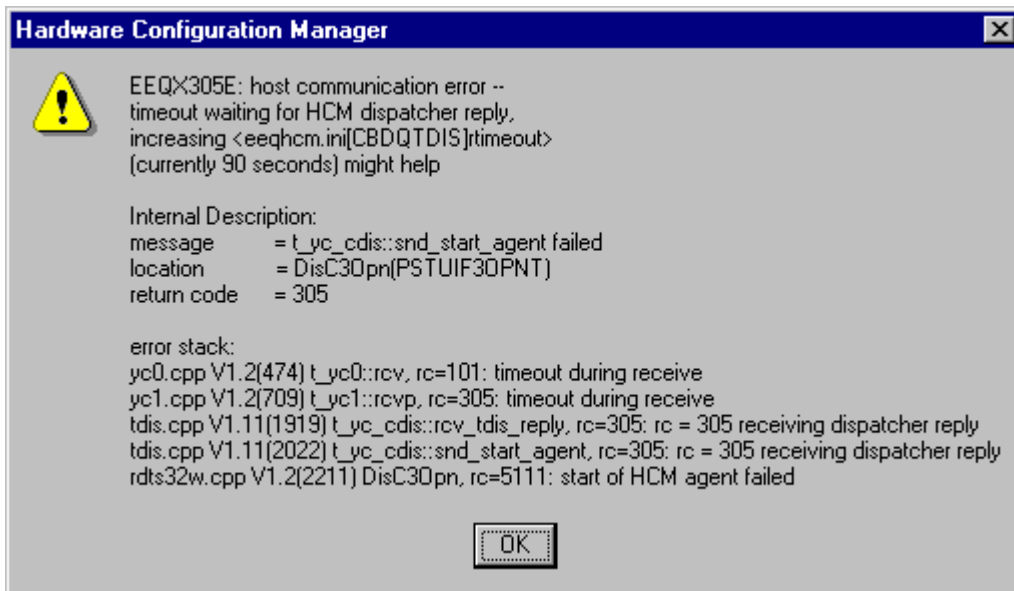 Hardware Configuration Manager
EEQX305E: host communication error --
timeout waiting for HCM dispatcher reply,
increasing <eeqhcm.ini[CBDQTDIS]rtimeout>
(currently 90 seconds) might help
Internal Description:
message = t_yc_cdis::snd_start_agent failed
location = DisC3Opn(PSTUIF3OPNT)
return code = 305
error stack:
yc0.cpp V1.2(474) t_yc0::rcv, rc=101: timeout during receive
yc1.cpp V1.2(709) t_yc1::rcvp, rc=305: timeout during receive
tdis.cpp V1.11(1919) t_yc_cdis::rcv_tdis_reply, rc=305: rc = 305 receiving dispatcher reply
tdis.cpp V1.11(2022) t_yc_cdis::snd_start_agent, rc=305: rc = 305 receiving dispatcher reply
rdts32w.cpp V1.2(2211) DisC3Opn, rc=5111: start of HCM agent failed
OK